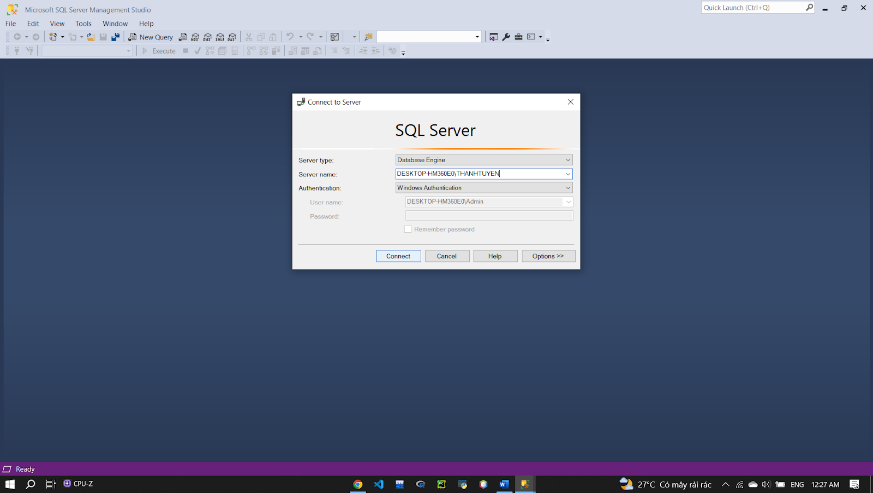 Microsoft SQL Server Management Studio
Quick Launch (Ctrl+Q)
File Edit View Tools Window Help
New Query
Execute
Connect to Server
SQL Server
Server type: Database Engine
Server name: DESKTOP-HM360E0\THANHTUYEN
Authentication: Windows Authentication
User name: DESKTOP-HM360E0\Admin
Password:
Remember password
Connect Cancel Help Options >>
Ready
CPU-Z 27°C Có mây rải rác ENG 12:27 AM